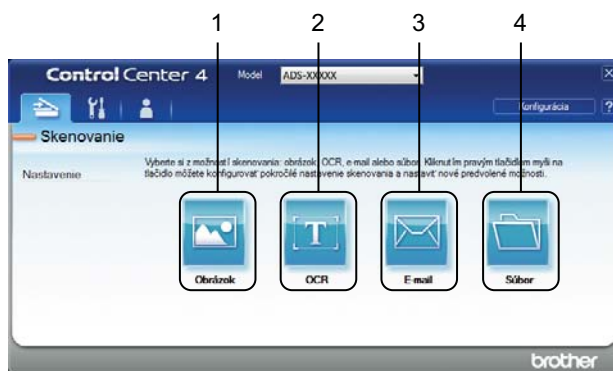 1 2 3 4
Control Center 4 Model ADS-XXXXX
Konfigurácia ?
Skenovanie
Nastavenie
Vyberte si z možností skenovania: obrázok, OCR, e-mail alebo súbor. Kliknutím pravým tlačidlom myši na
tlačidlo môžete konfigurovať pokročilé nastavenie skenovania a nastaviť nové predvolené možnosti.
T
Obrázok OCR E-mail Súbor
brother